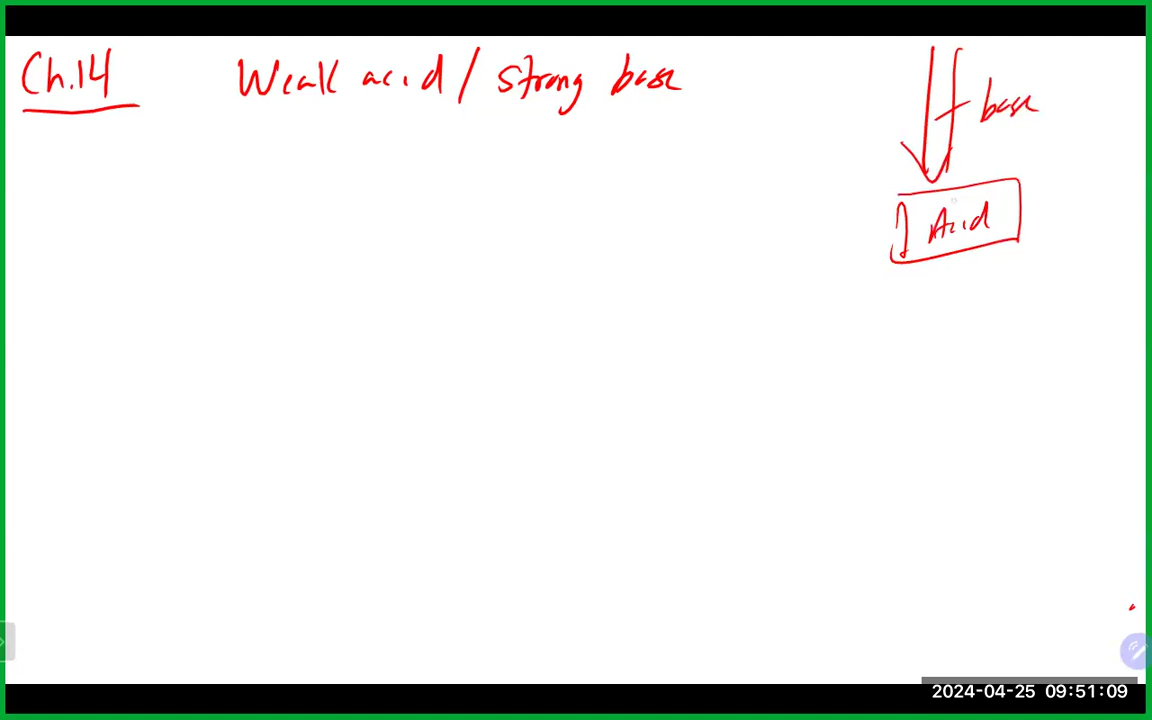 Ch.14 Weak acid / strong base
base
Acid
2024-04-25 09:51:09